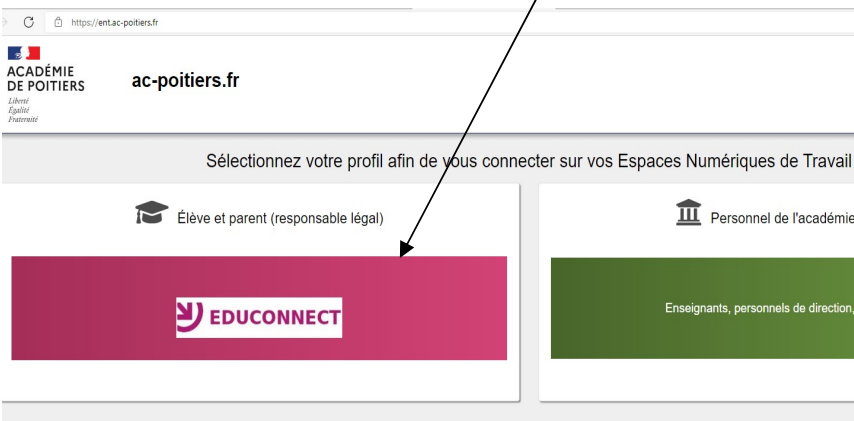 https://ent.ac-poitiers.fr
ACADÉMIE
DE POITIERS
Liberté
Égalité
Fraternité
ac-poitiers.fr
Sélectionnez votre profil afin de vous connecter sur vos Espaces Numériques de Travail
Élève et parent (responsable légal)
EDUCONNECT
Personnel de l'académie
Enseignants, personnels de direction,